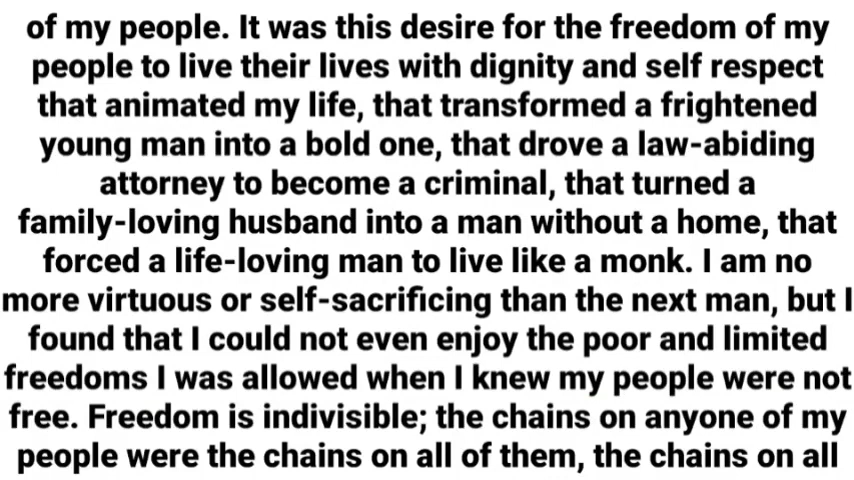 of my people. It was this desire for the freedom of my
people to live their lives with dignity and self respect
that animated my life, that transformed a frightened
young man into a bold one, that drove a law-abiding
attorney to become a criminal, that turned a
family-loving husband into a man without a home, that
forced a life-loving man to live like a monk. I am no
more virtuous or self-sacrificing than the next man, but I
found that I could not even enjoy the poor and limited
freedoms I was allowed when I knew my people were not
free. Freedom is indivisible; the chains on anyone of my
people were the chains on all of them, the chains on all